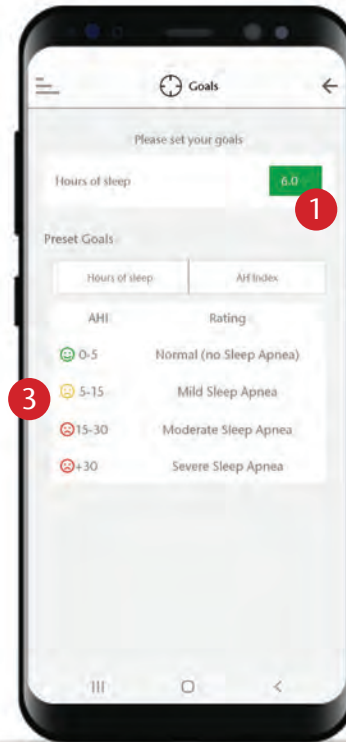 Goals
Please set your goals
Hours of sleep 6.0
1
Preset Goals
Hours of sleep AH Index
AHI Rating
0-5 Normal (no Sleep Apnea)
3
5-15 Mild Sleep Apnea
15-30 Moderate Sleep Apnea
+30 Severe Sleep Apnea